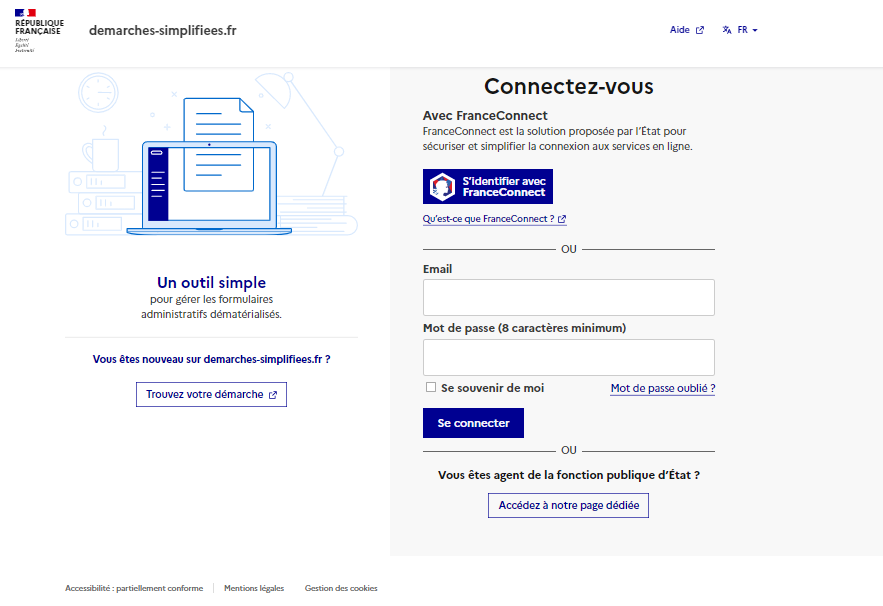 RÉPUBLIQUE
FRANÇAISE
Liberté
Égalité
Fraternité
demarches-simplifiees.fr
Aide
FR
Un outil simple
pour gérer les formulaires
administratifs dématérialisés.
Vous êtes nouveau sur demarches-simplifiees.fr ?
Trouvez votre démarche
Connectez-vous
Avec FranceConnect
FranceConnect est la solution proposée par l’État pour
sécuriser et simplifier la connexion aux services en ligne.
S’identifier avec
FranceConnect
Qu’est-ce que FranceConnect ?
OU
Email
Mot de passe (8 caractères minimum)
Se souvenir de moi
Mot de passe oublié ?
Se connecter
OU
Vous êtes agent de la fonction publique d’État ?
Accédez à notre page dédiée
Accessibilité : partiellement conforme
Mentions légales
Gestion des cookies